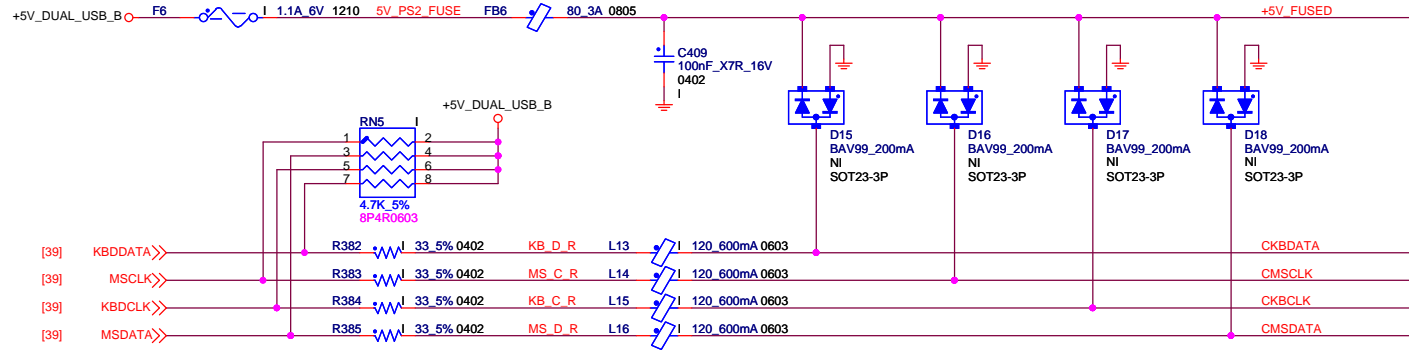 +5V_DUAL_USB_B F6 I 1.1A_6V 1210 5V_PS2_FUSE FB6 80_3A 0805 +5V_FUSED
C409
100nF_X7R_16V
0402
I
+5V_DUAL_USB_B
RN5 I
1 2
3 4
5 6
7 8
4.7K_5%
8P4R0603
D15
BAV99_200mA
NI
SOT23-3P
D16
BAV99_200mA
NI
SOT23-3P
D17
BAV99_200mA
NI
SOT23-3P
D18
BAV99_200mA
NI
SOT23-3P
[39] KBDDATA R382 I 33_5% 0402 KB_D_R L13 I 120_600mA 0603 CKBDATA
[39] MSCLK R383 I 33_5% 0402 MS_C_R L14 I 120_600mA 0603 CMSCLK
[39] KBDCLK R384 I 33_5% 0402 KB_C_R L15 I 120_600mA 0603 CKBCLK
[39] MSDATA R385 I 33_5% 0402 MS_D_R L16 I 120_600mA 0603 CMSDATA